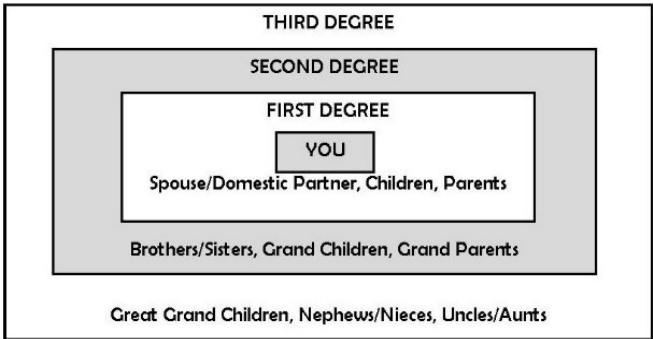 THIRD DEGREE
SECOND DEGREE
FIRST DEGREE
YOU
Spouse/Domestic Partner, Children, Parents
Brothers/Sisters, Grand Children, Grand Parents
Great Grand Children, Nephews/Nieces, Uncles/Aunts